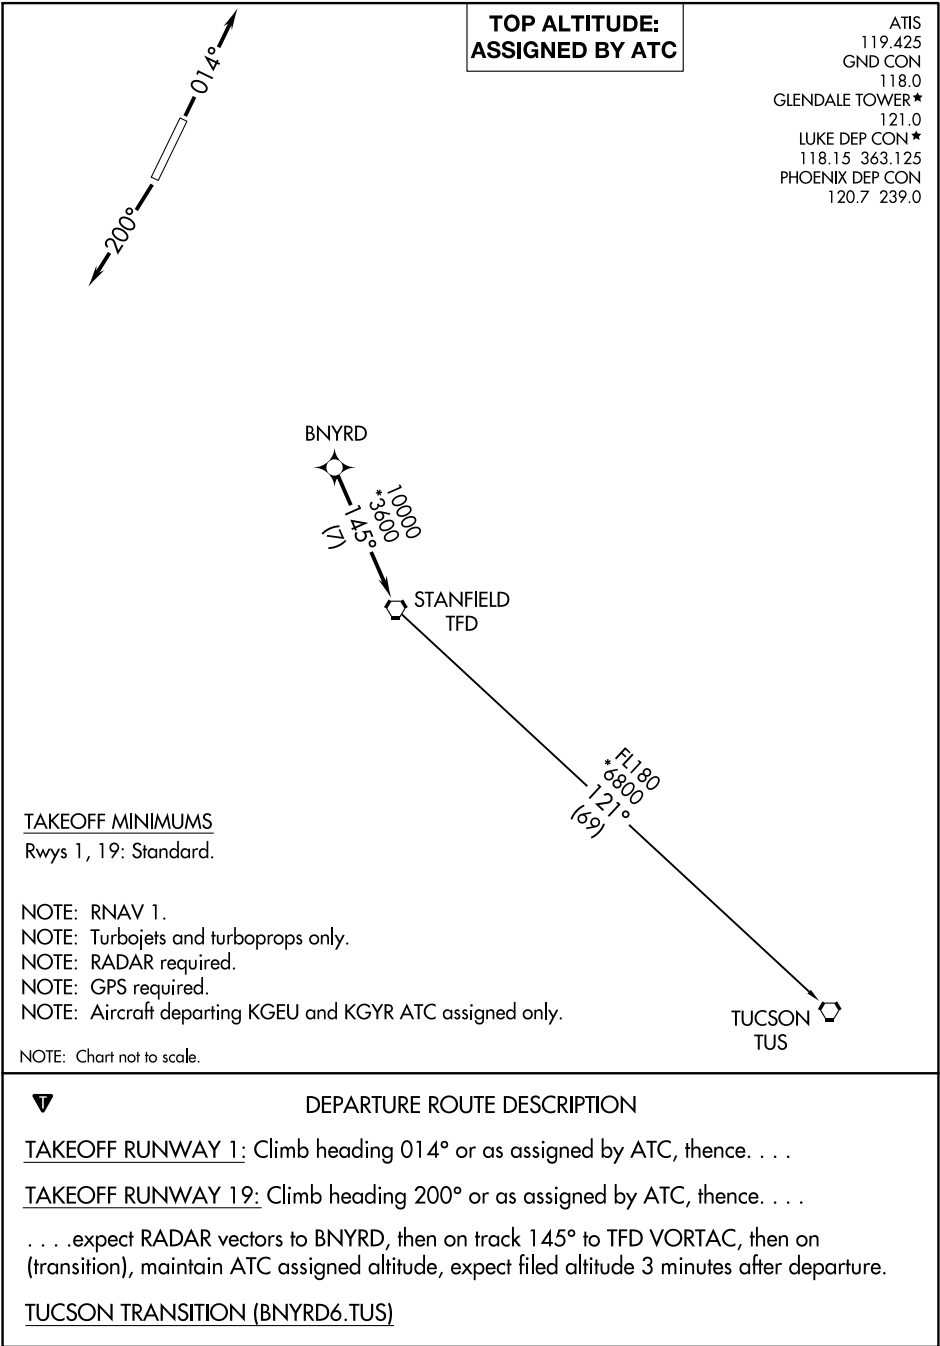 TOP ALTITUDE:
ASSIGNED BY ATC
ATIS
119.425
GND CON
118.0
GLENDALE TOWER★
121.0
LUKE DEP CON★
118.15 363.125
PHOENIX DEP CON
120.7 239.0
014°
200°
BNYRD
10000
*3600
145°
(7)
STANFIELD
TFD
FL180
*6800
121°
(69)
TUCSON
TUS
TAKEOFF MINIMUMS
Rwys 1, 19: Standard.
NOTE: RNAV 1.
NOTE: Turbojets and turboprops only.
NOTE: RADAR required.
NOTE: GPS required.
NOTE: Aircraft departing KGEU and KGYR ATC assigned only.
NOTE: Chart not to scale.
T
DEPARTURE ROUTE DESCRIPTION
TAKEOFF RUNWAY 1: Climb heading 014° or as assigned by ATC, thence. . . .
TAKEOFF RUNWAY 19: Climb heading 200° or as assigned by ATC, thence. . . .
. . . .expect RADAR vectors to BNYRD, then on track 145° to TFD VORTAC, then on
(transition), maintain ATC assigned altitude, expect filed altitude 3 minutes after departure.
TUCSON TRANSITION (BNYRD6.TUS)